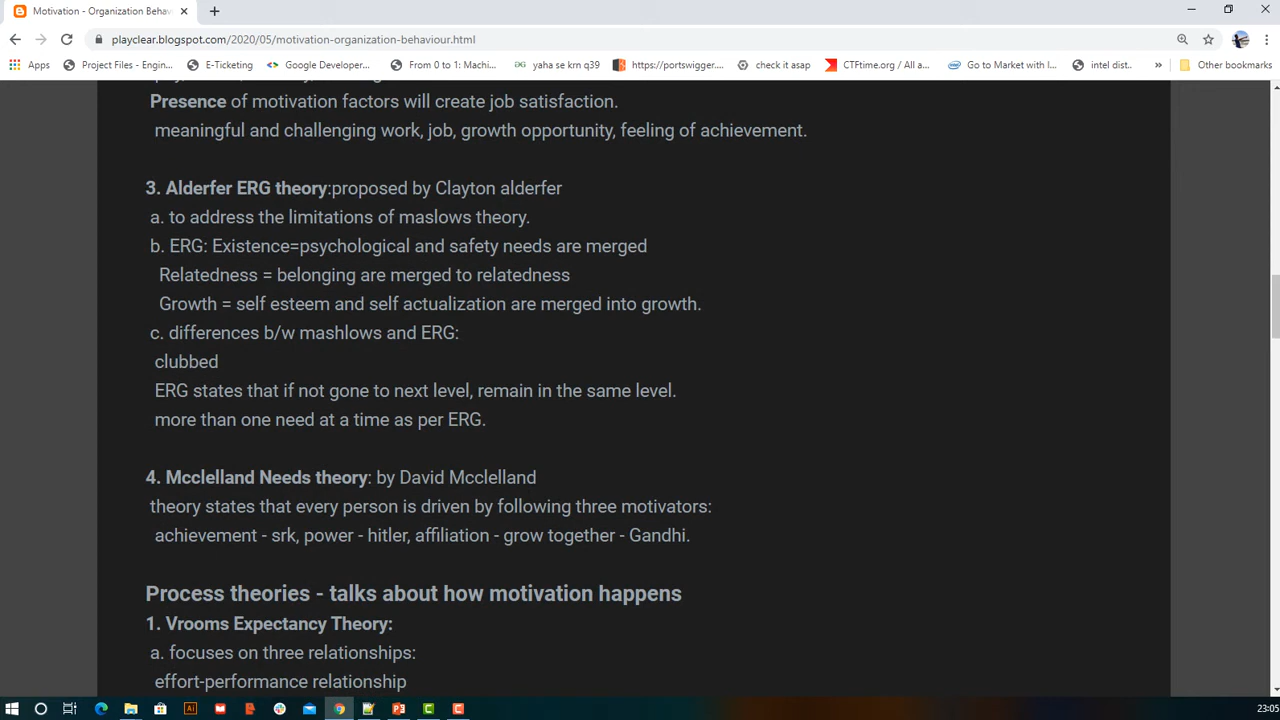 Motivation - Organization Behav
playclear.blogspot.com/2020/05/motivation-organization-behaviour.html
Apps
Project Files - Engin...
E-Ticketing
Google Developer...
From 0 to 1: Machi...
yaha se krn q39
https://portswigger....
check it asap
CTFtime.org / All a...
Go to Market with I...
intel dist..
»
Other bookmarks
Presence of motivation factors will create job satisfaction.
meaningful and challenging work, job, growth opportunity, feeling of achievement.
3. Alderfer ERG theory:proposed by Clayton alderfer
a. to address the limitations of maslows theory.
b. ERG: Existence=psychological and safety needs are merged
Relatedness = belonging are merged to relatedness
Growth = self esteem and self actualization are merged into growth.
c. differences b/w mashlows and ERG:
clubbed
ERG states that if not gone to next level, remain in the same level.
more than one need at a time as per ERG.
4. Mcclelland Needs theory: by David Mcclelland
theory states that every person is driven by following three motivators:
achievement - srk, power - hitler, affiliation - grow together - Gandhi.
Process theories - talks about how motivation happens
1. Vrooms Expectancy Theory:
a. focuses on three relationships:
effort-performance relationship
23:05